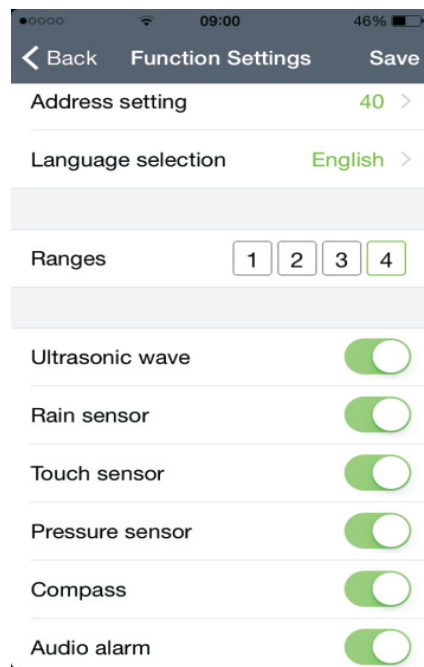 09:00 46%
Back Function Settings Save
Address setting 40
Language selection English
Ranges 1 2 3 4
Ultrasonic wave
Rain sensor
Touch sensor
Pressure sensor
Compass
Audio alarm